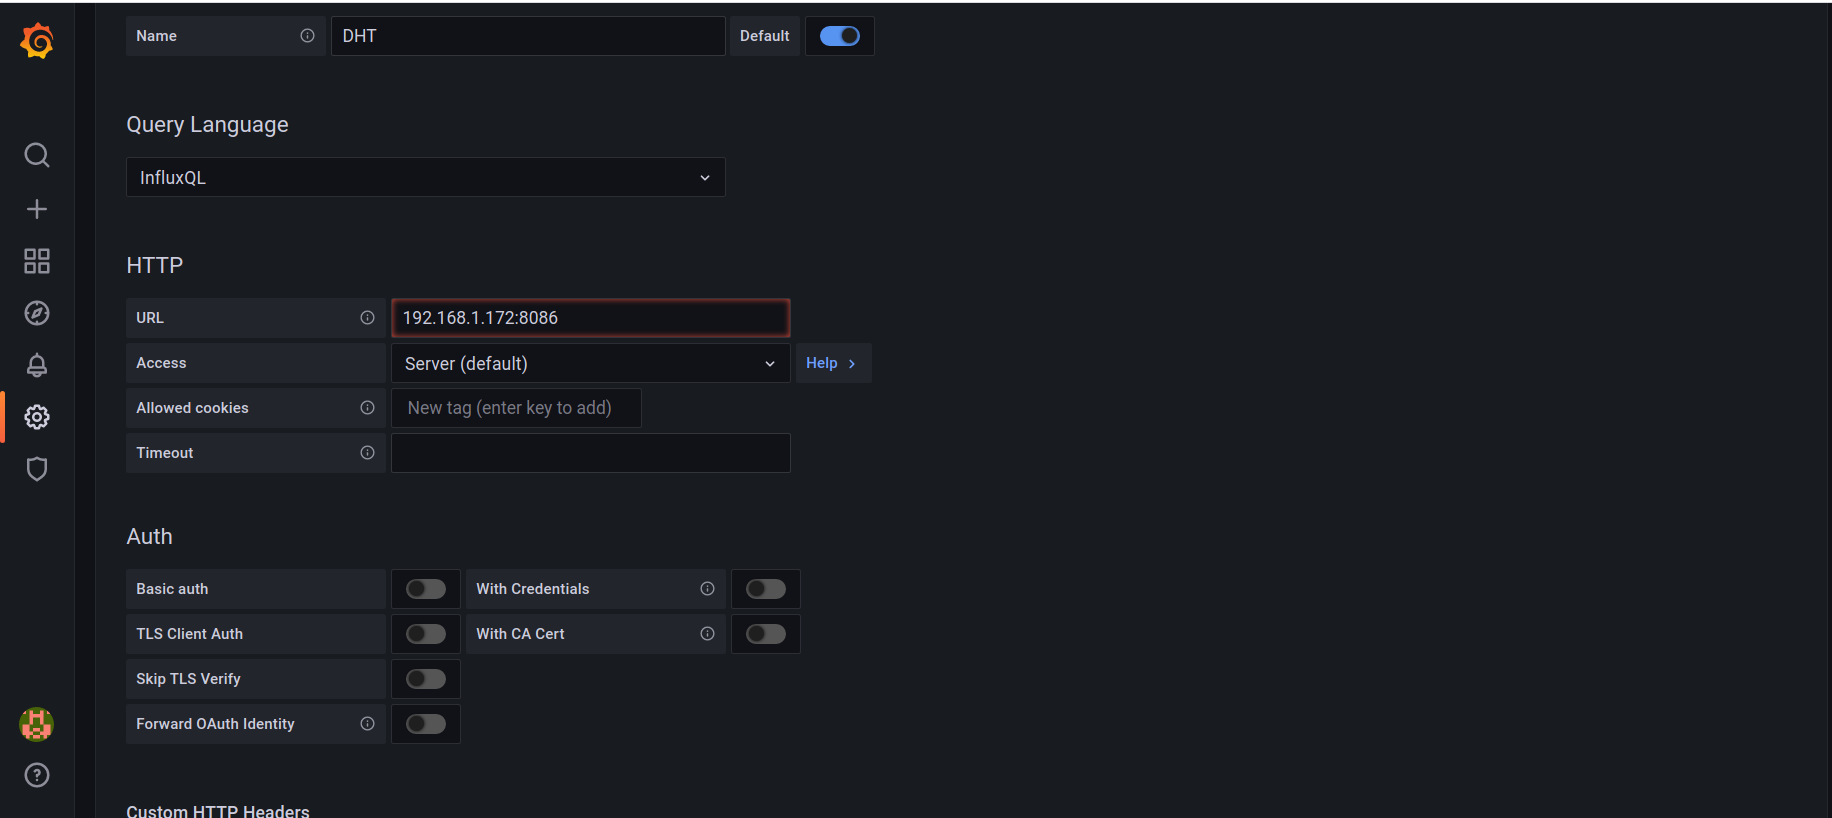 Name DHT Default
Query Language
InfluxQL
HTTP
URL 192.168.1.172:8086
Access Server (default) Help
Allowed cookies New tag (enter key to add)
Timeout
Auth
Basic auth With Credentials
TLS Client Auth With CA Cert
Skip TLS Verify
Forward OAuth Identity
Custom HTTP Headers